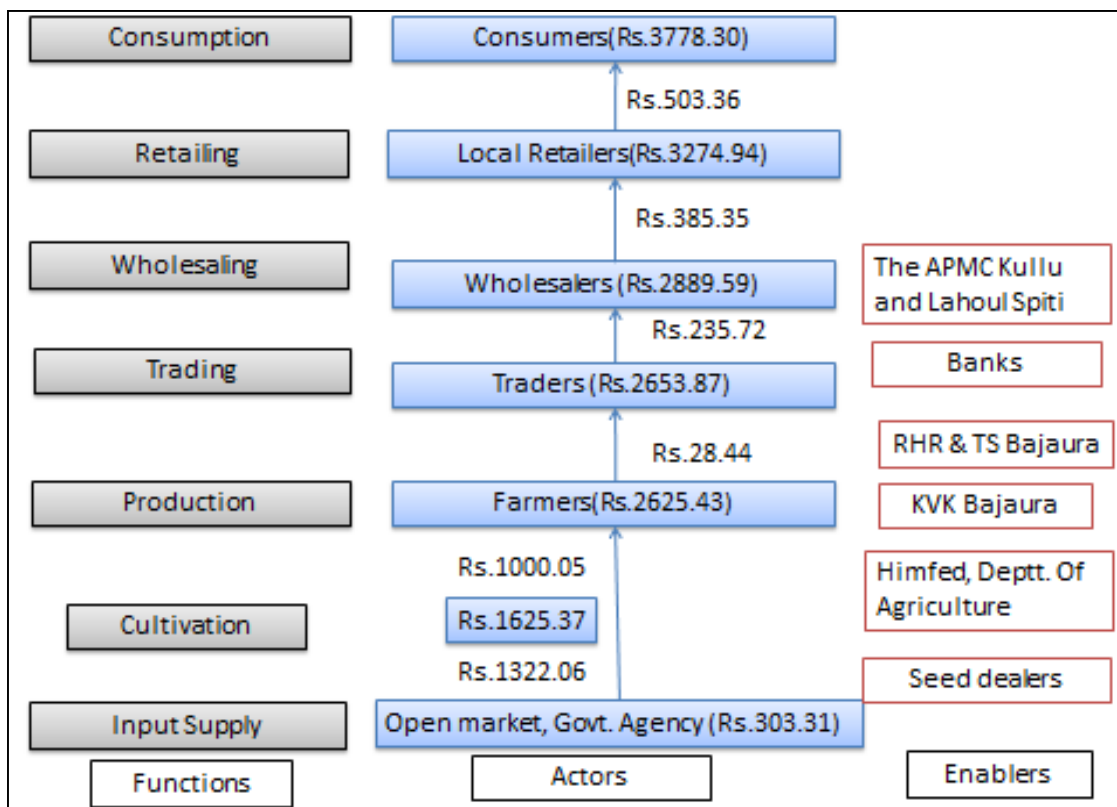 Consumption
Consumers(Rs.3778.30)
Rs.503.36
Retailing
Local Retailers(Rs.3274.94)
Rs.385.35
Wholesaling
Wholesalers (Rs.2889.59)
The APMC Kullu
and Lahoul Spiti
Rs.235.72
Trading
Traders (Rs.2653.87)
Banks
Rs.28.44
RHR & TS Bajaura
Production
Farmers(Rs.2625.43)
KVK Bajaura
Rs.1000.05
Himfed, Deptt. Of
Agriculture
Cultivation
Rs.1625.37
Rs.1322.06
Seed dealers
Input Supply
Open market, Govt. Agency (Rs.303.31)
Functions
Actors
Enablers